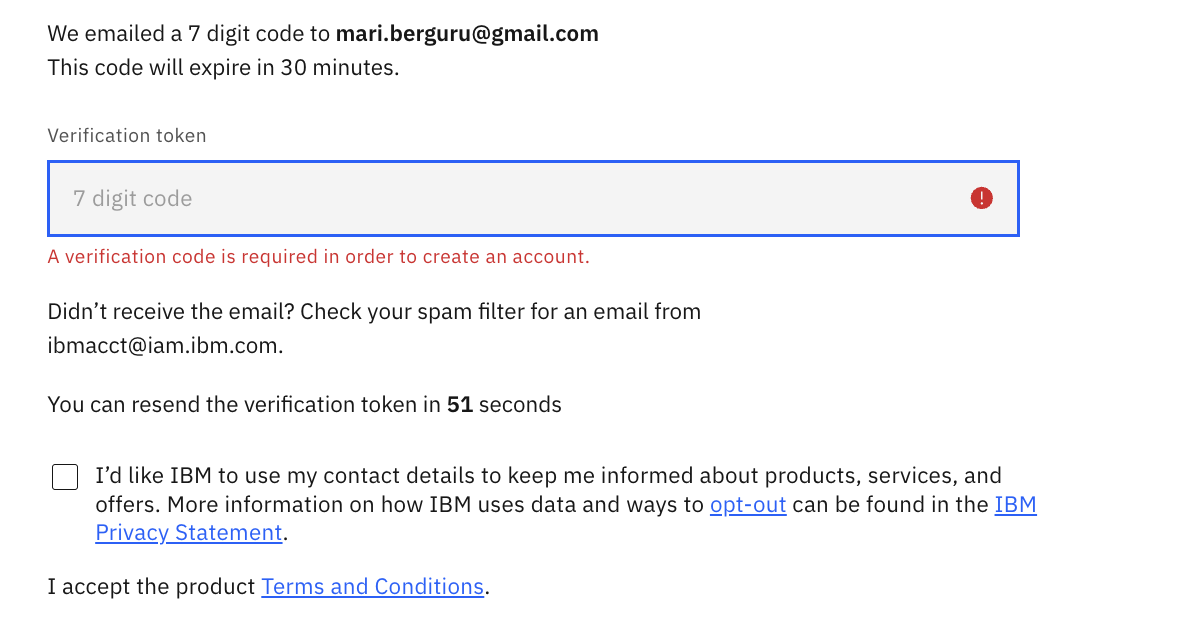 We emailed a 7 digit code to mari.berguru@gmail.com
This code will expire in 30 minutes.
Verification token
7 digit code
A verification code is required in order to create an account.
Didn’t receive the email? Check your spam filter for an email from
ibmacct@iam.ibm.com.
You can resend the verification token in 51 seconds
I’d like IBM to use my contact details to keep me informed about products, services, and
offers. More information on how IBM uses data and ways to opt-out can be found in the IBM
Privacy Statement.
I accept the product Terms and Conditions.